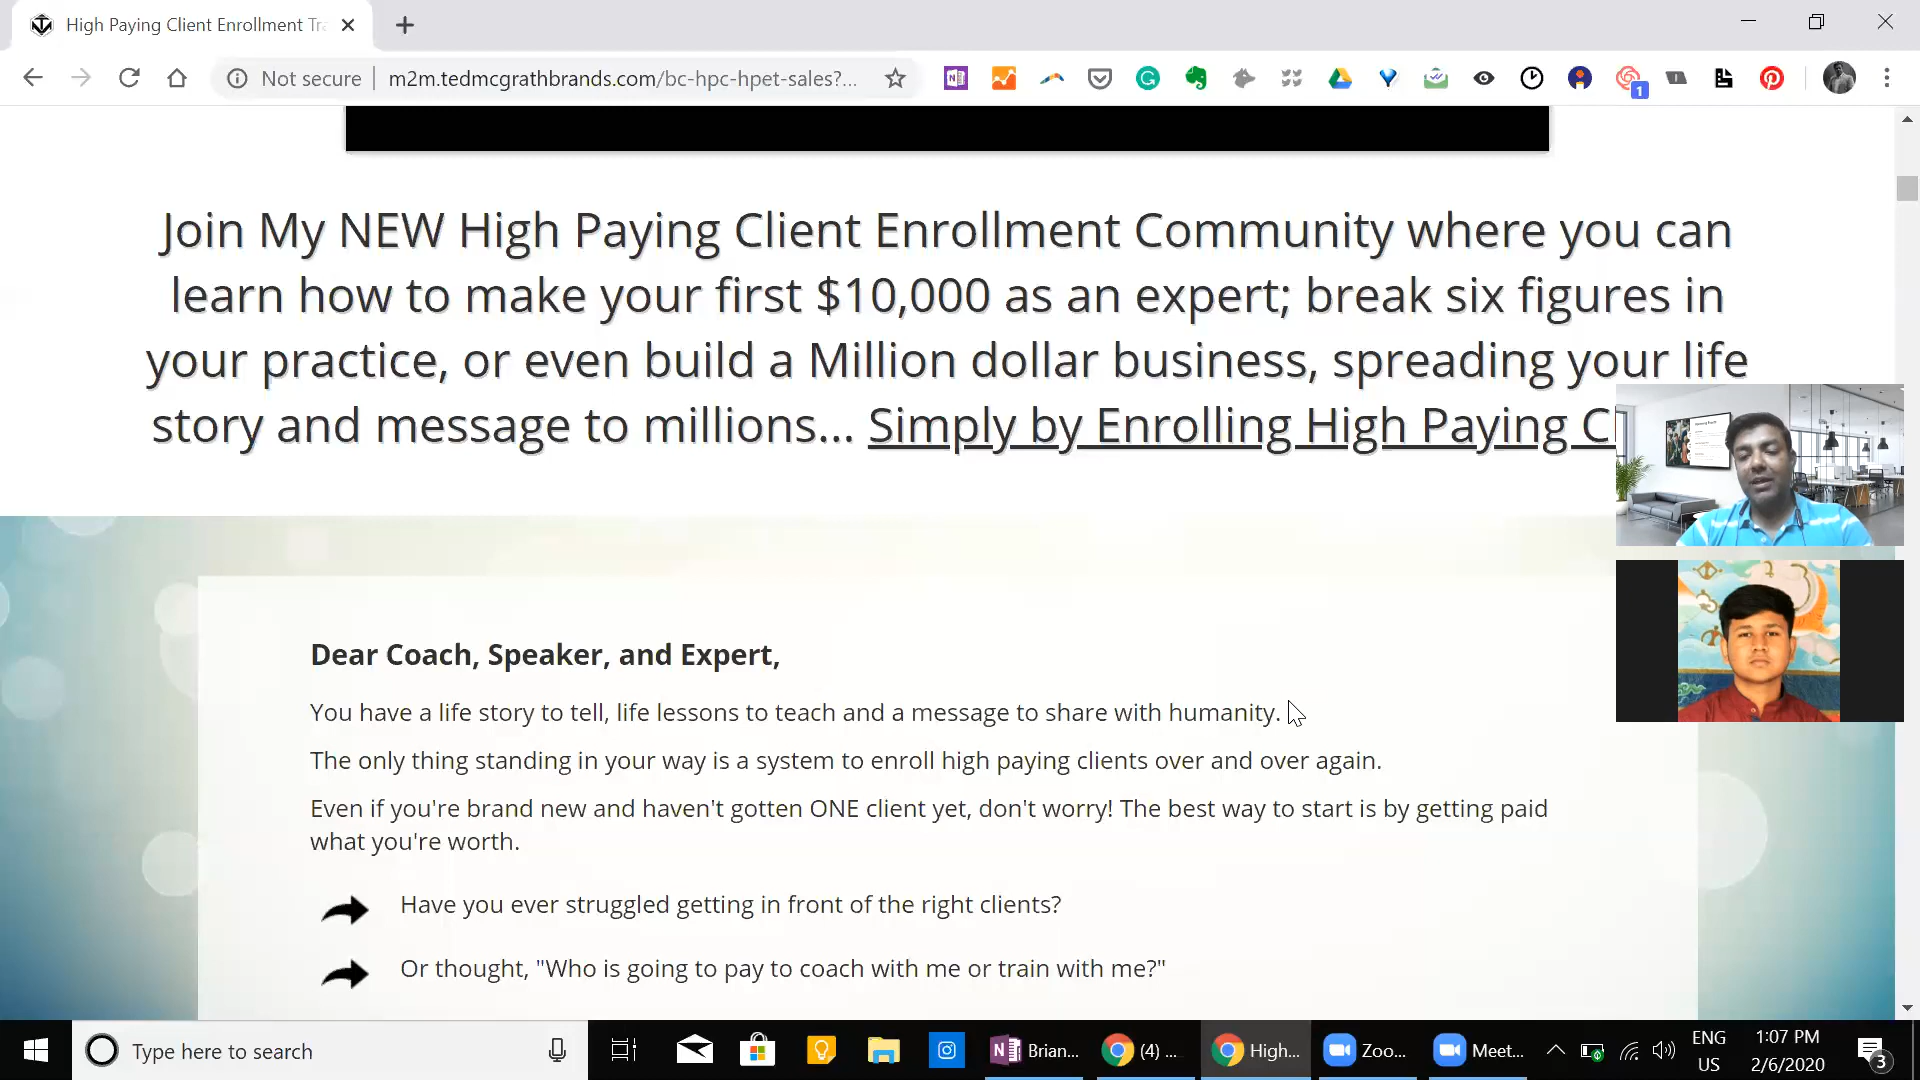 High Paying Client Enrollment Tra
Not secure
m2m.tedmcgrathbrands.com/bc-hpc-hpet-sales?...
1
Join My NEW High Paying Client Enrollment Community where you can
learn how to make your first $10,000 as an expert; break six figures in
your practice, or even build a Million dollar business, spreading your life
story and message to millions... Simply by Enrolling High Paying Cl
Dear Coach, Speaker, and Expert,
You have a life story to tell, life lessons to teach and a message to share with humanity.
The only thing standing in your way is a system to enroll high paying clients over and over again.
Even if you're brand new and haven't gotten ONE client yet, don't worry! The best way to start is by getting paid
what you're worth.
Have you ever struggled getting in front of the right clients?
Or thought, "Who is going to pay to coach with me or train with me?"
Type here to search
Brian...
(4) ...
High...
Zoo...
Meet...
ENG
US
1:07 PM
2/6/2020
3